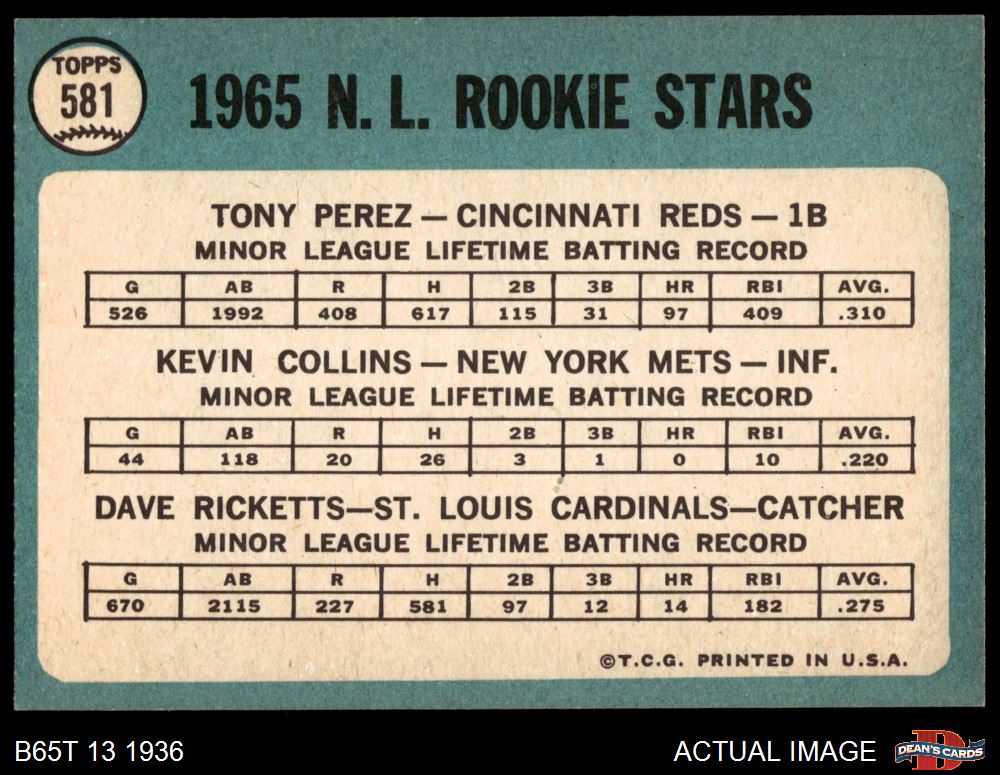 TOPPS
581
1965 N. L. ROOKIE STARS
TONY PEREZ — CINCINNATI REDS — 1B
MINOR LEAGUE LIFETIME BATTING RECORD
G AB R H 2B 3B HR RBI AVG.
526 1992 408 617 115 31 97 409 .310
KEVIN COLLINS — NEW YORK METS — INF.
MINOR LEAGUE LIFETIME BATTING RECORD
G AB R H 2B 3B HR RBI AVG.
44 118 20 26 3 1 0 10 .220
DAVE RICKETTS—ST. LOUIS CARDINALS—CATCHER
MINOR LEAGUE LIFETIME BATTING RECORD
G AB R H 2B 3B HR RBI AVG.
670 2115 227 581 97 12 14 182 .275
©T.C.G. PRINTED IN U.S.A.
B65T 13 1936 ACTUAL IMAGE D DEAN'S CARDS